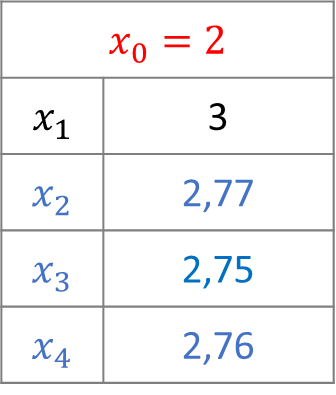 x₀ = 2
x₁ 3
x₂ 2,77
x₃ 2,75
x₄ 2,76